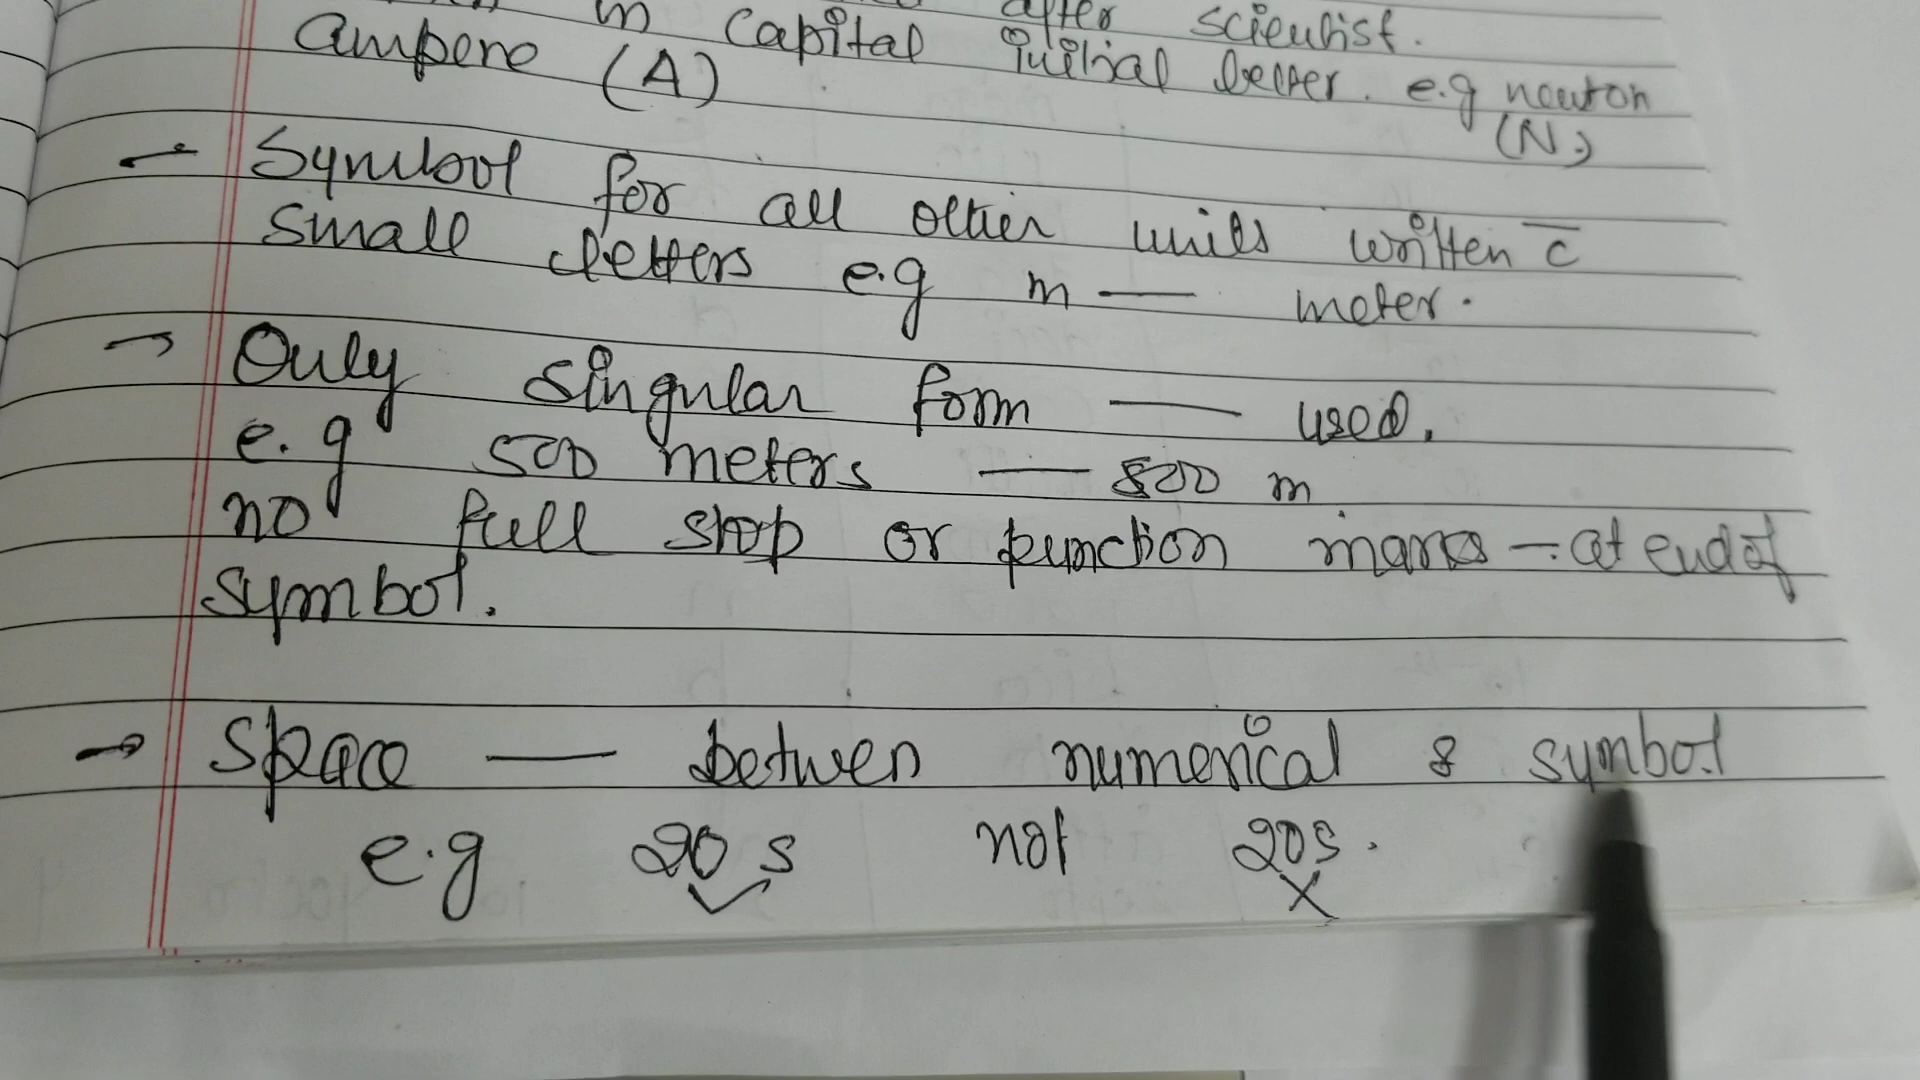 in capital after scientist.
ampere (A) initial letter. e.g newton
(N)
→ Symbol for all other units written c̅
small letters e.g m — meter.
→ Only singular form — used.
e.g 500 meters — 500 m
no full stop or punction marks — at end of
symbol.
→ Space — betwen numerical & symbol
e.g 20 s not 20s.